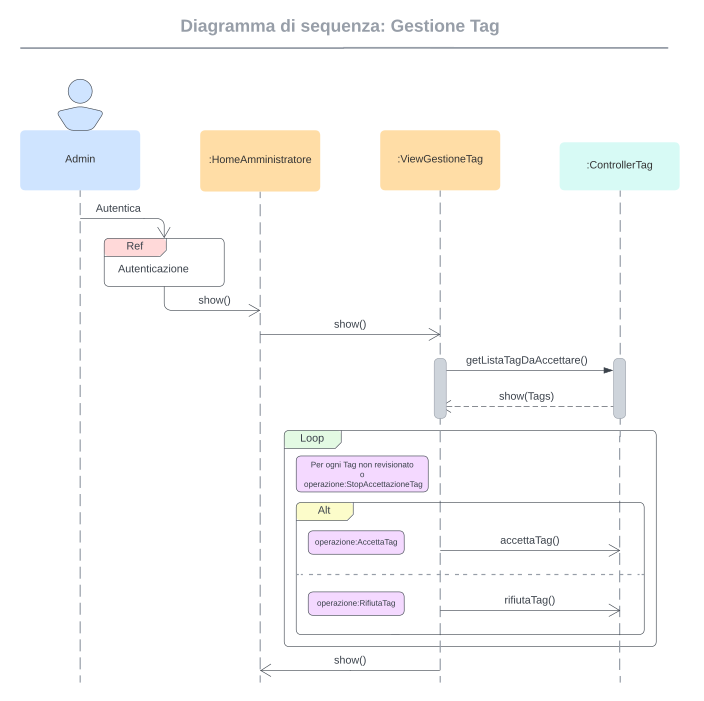 Diagramma di sequenza: Gestione Tag
Admin
:HomeAmministratore
:ViewGestioneTag
:ControllerTag
Autentica
Ref
Autenticazione
show()
show()
getListaTagDaAccettare()
show(Tags)
Loop
Per ogni Tag non revisionato
o
operazione:StopAccettazioneTag
Alt
operazione:AccettaTag
accettaTag()
operazione:RifiutaTag
rifiutaTag()
show()